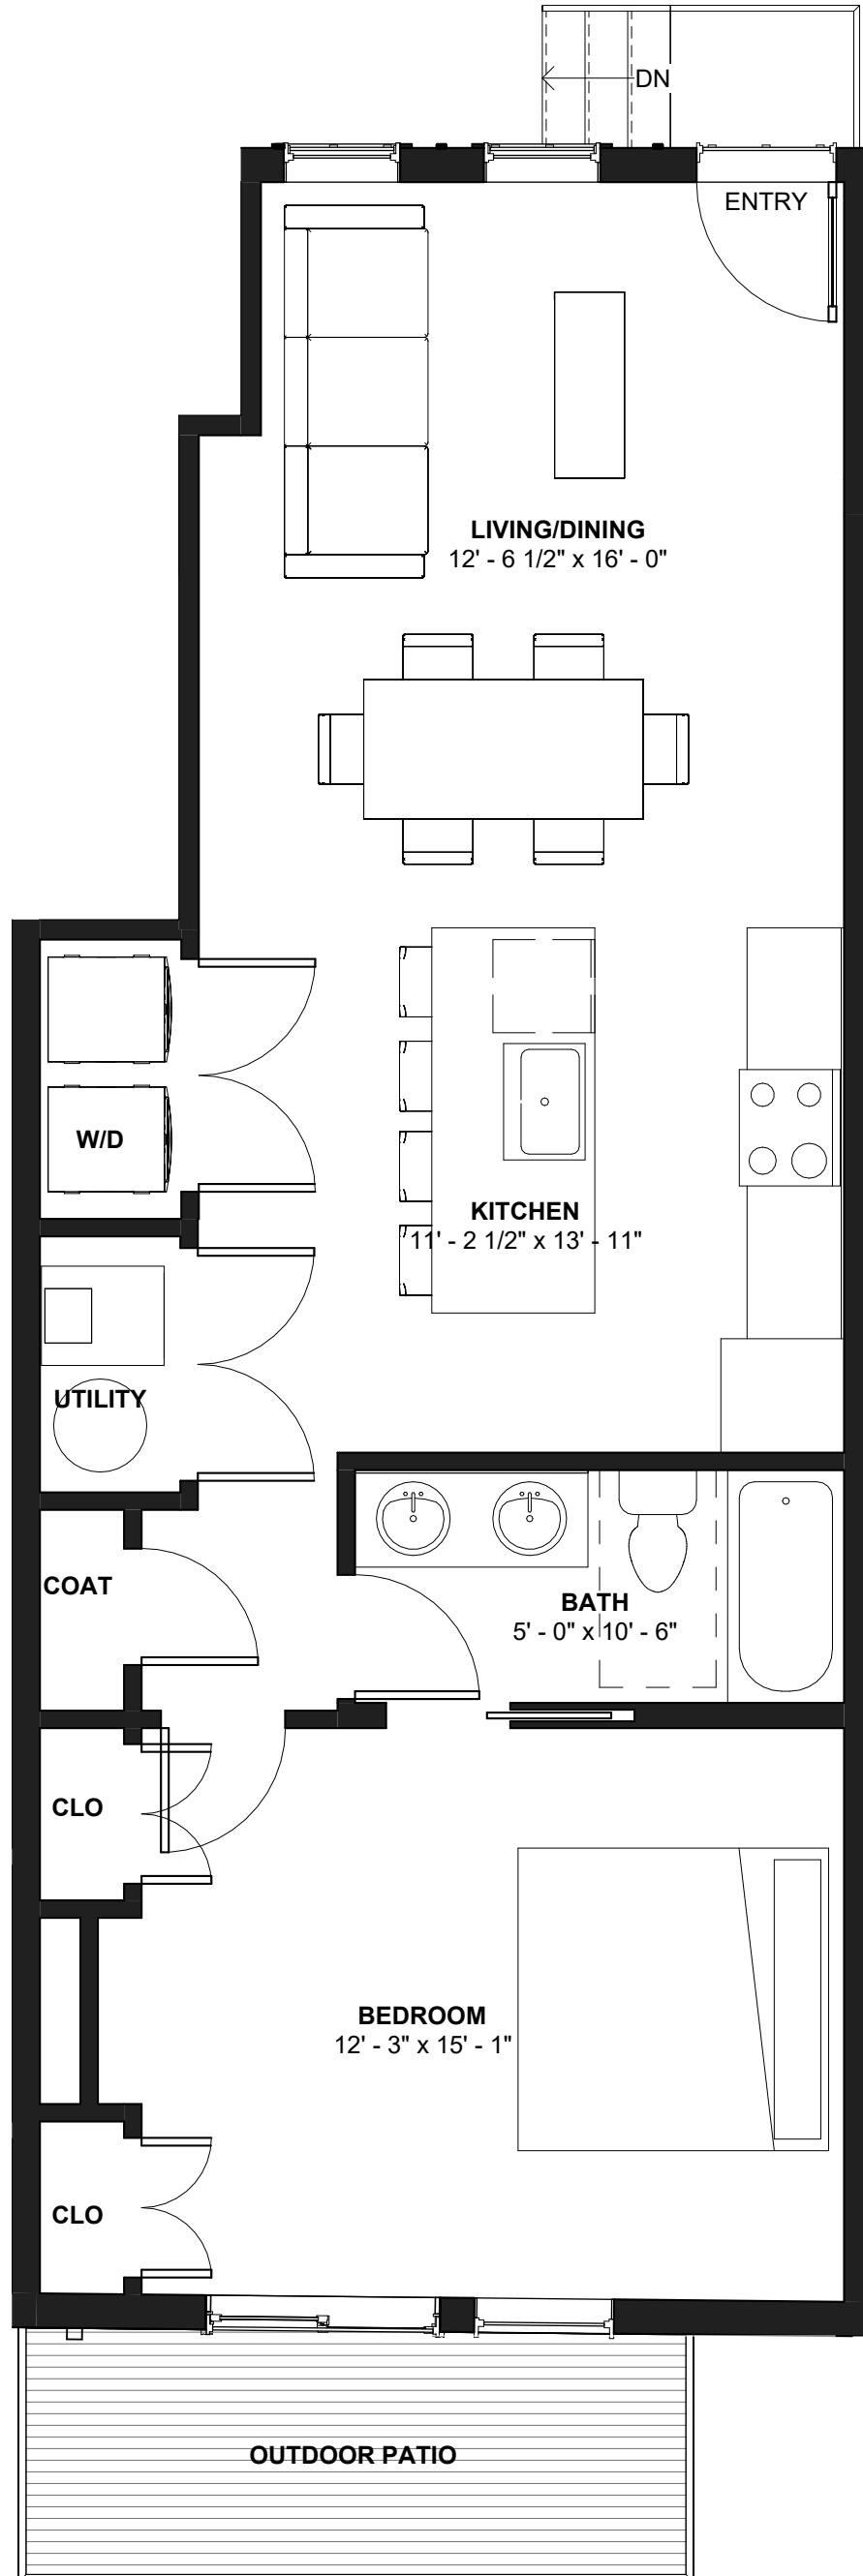 DN
ENTRY
LIVING/DINING
12' - 6 1/2" x 16' - 0"
W/D
KITCHEN
11' - 2 1/2" x 13' - 11"
UTILITY
COAT
BATH
5' - 0" x 10' - 6"
CLO
BEDROOM
12' - 3" x 15' - 1"
CLO
OUTDOOR PATIO